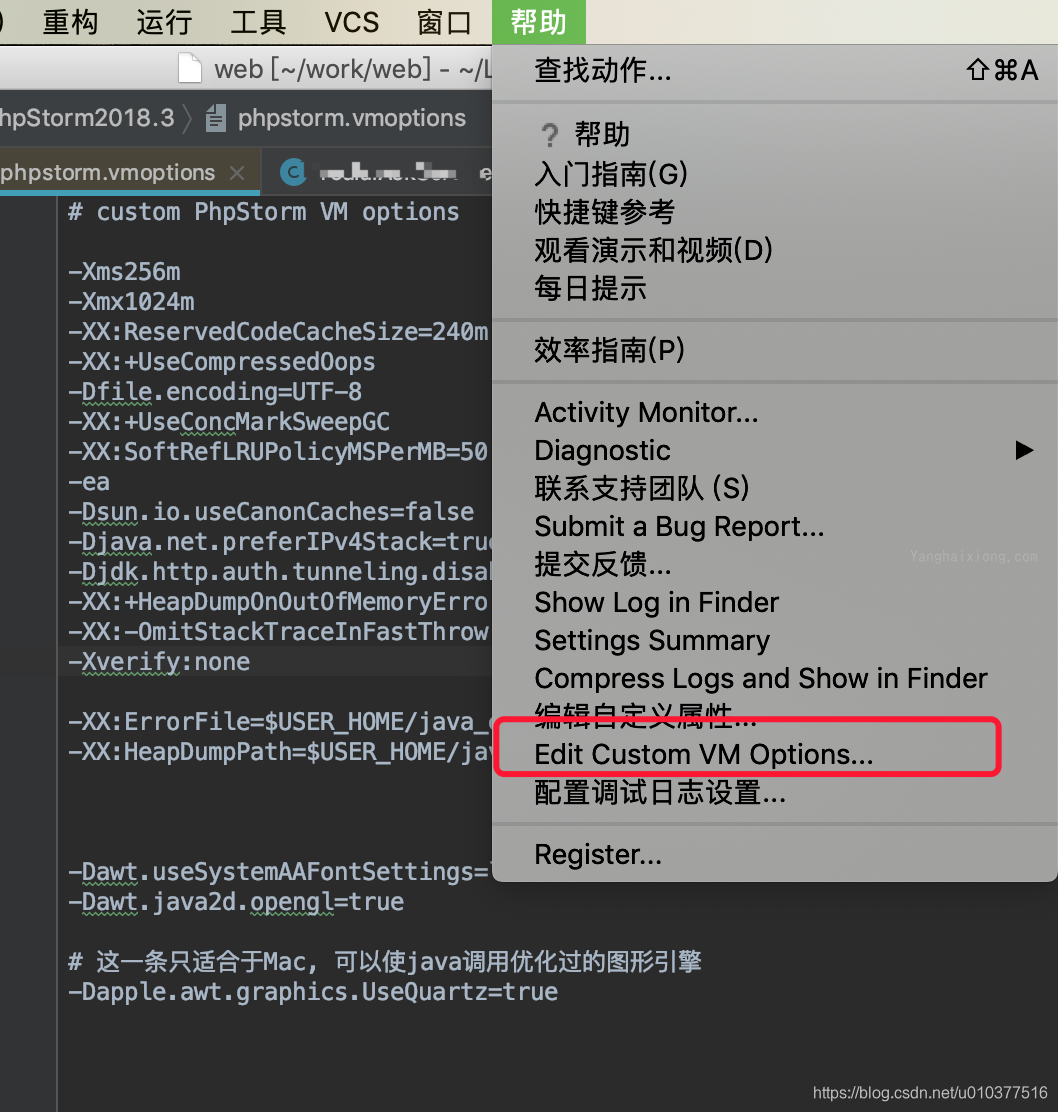 ) 重构 运行 工具 VCS 窗口 帮助
web [~/work/web] - ~/L
hpStorm2018.3 phpstorm.vmoptions
phpstorm.vmoptions
# custom PhpStorm VM options
-Xms256m
-Xmx1024m
-XX:ReservedCodeCacheSize=240m
-XX:+UseCompressedOops
-Dfile.encoding=UTF-8
-XX:+UseConcMarkSweepGC
-XX:SoftRefLRUPolicyMSPerMB=50
-ea
-Dsun.io.useCanonCaches=false
-Djava.net.preferIPv4Stack=true
-Djdk.http.auth.tunneling.disal
-XX:+HeapDumpOnOutOfMemoryErro
-XX:-OmitStackTraceInFastThrow
-Xverify:none
-XX:ErrorFile=$USER_HOME/java_
-XX:HeapDumpPath=$USER_HOME/jav
-Dawt.useSystemAAFontSettings=
-Dawt.java2d.opengl=true
# 这一条只适合于Mac, 可以使java调用优化过的图形引擎
-Dapple.awt.graphics.UseQuartz=true
查找动作... ⇧⌘A
? 帮助
入门指南(G)
快捷键参考
观看演示和视频(D)
每日提示
效率指南(P)
Activity Monitor...
Diagnostic
联系支持团队 (S)
Submit a Bug Report...
提交反馈...
Show Log in Finder
Settings Summary
Compress Logs and Show in Finder
编辑自定义属性...
Edit Custom VM Options...
配置调试日志设置...
Register...
Yanghaixiong.com
https://blog.csdn.net/u010377516